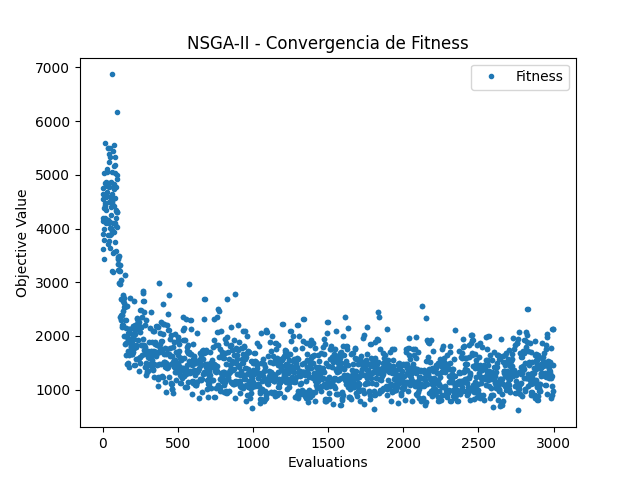 NSGA-II - Convergencia de Fitness
Fitness
Objective Value
7000
6000
5000
4000
3000
2000
1000
0 500 1000 1500 2000 2500 3000
Evaluations